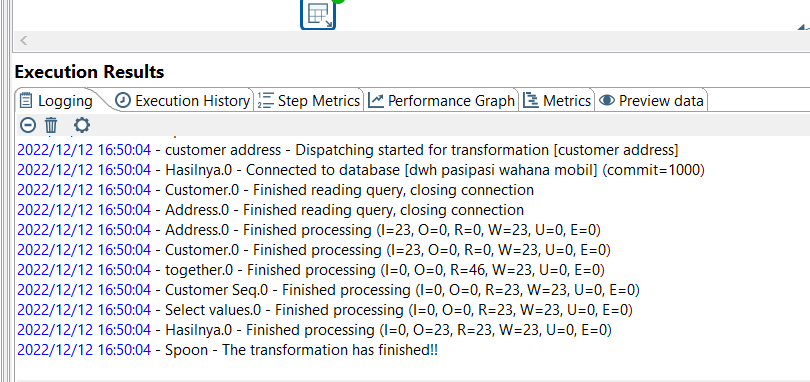 Execution Results
Logging Execution History Step Metrics Performance Graph Metrics Preview data
2022/12/12 16:50:04 - customer address - Dispatching started for transformation [customer address]
2022/12/12 16:50:04 - Hasilnya.0 - Connected to database [dwh pasipasi wahana mobil] (commit=1000)
2022/12/12 16:50:04 - Customer.0 - Finished reading query, closing connection
2022/12/12 16:50:04 - Address.0 - Finished reading query, closing connection
2022/12/12 16:50:04 - Address.0 - Finished processing (I=23, O=0, R=0, W=23, U=0, E=0)
2022/12/12 16:50:04 - Customer.0 - Finished processing (I=23, O=0, R=0, W=23, U=0, E=0)
2022/12/12 16:50:04 - together.0 - Finished processing (I=0, O=0, R=46, W=23, U=0, E=0)
2022/12/12 16:50:04 - Customer Seq.0 - Finished processing (I=0, O=0, R=23, W=23, U=0, E=0)
2022/12/12 16:50:04 - Select values.0 - Finished processing (I=0, O=0, R=23, W=23, U=0, E=0)
2022/12/12 16:50:04 - Hasilnya.0 - Finished processing (I=0, O=23, R=23, W=23, U=0, E=0)
2022/12/12 16:50:04 - Spoon - The transformation has finished!!